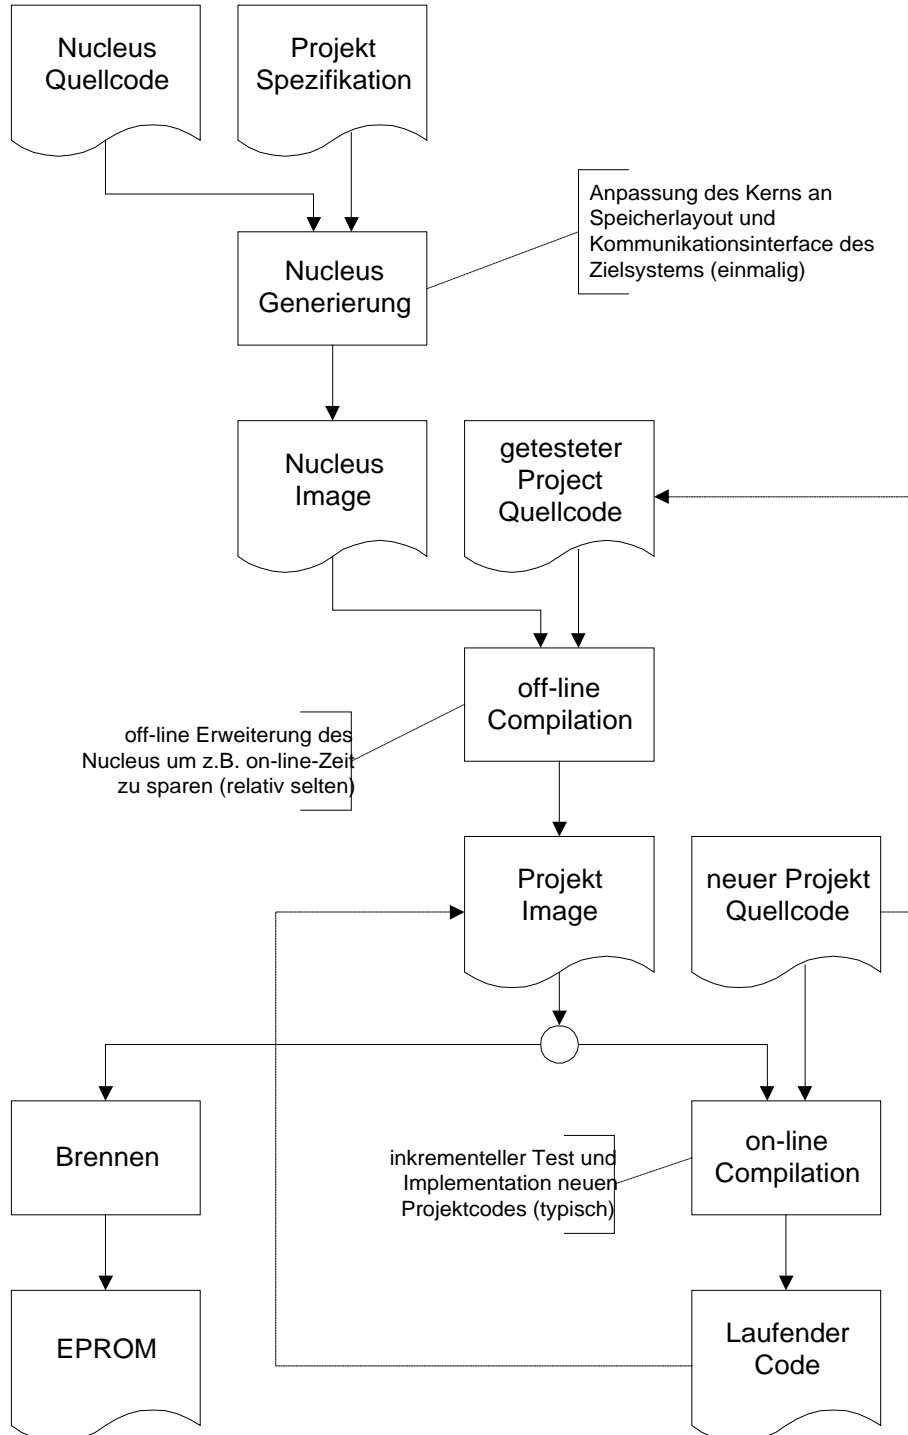 Nucleus
Quellcode
Projekt
Spezifikation
Anpassung des Kerns an
Speicherlayout und
Kommunikationsinterface des
Zielsystems (einmalig)
Nucleus
Generierung
Nucleus
Image
getesteter
Project
Quellcode
off-line
Compilation
off-line Erweiterung des
Nucleus um z.B. on-line-Zeit
zu sparen (relativ selten)
Projekt
Image
neuer Projekt
Quellcode
Brennen
inkrementeller Test und
Implementation neuen
Projektcodes (typisch)
on-line
Compilation
EPROM
Laufender
Code